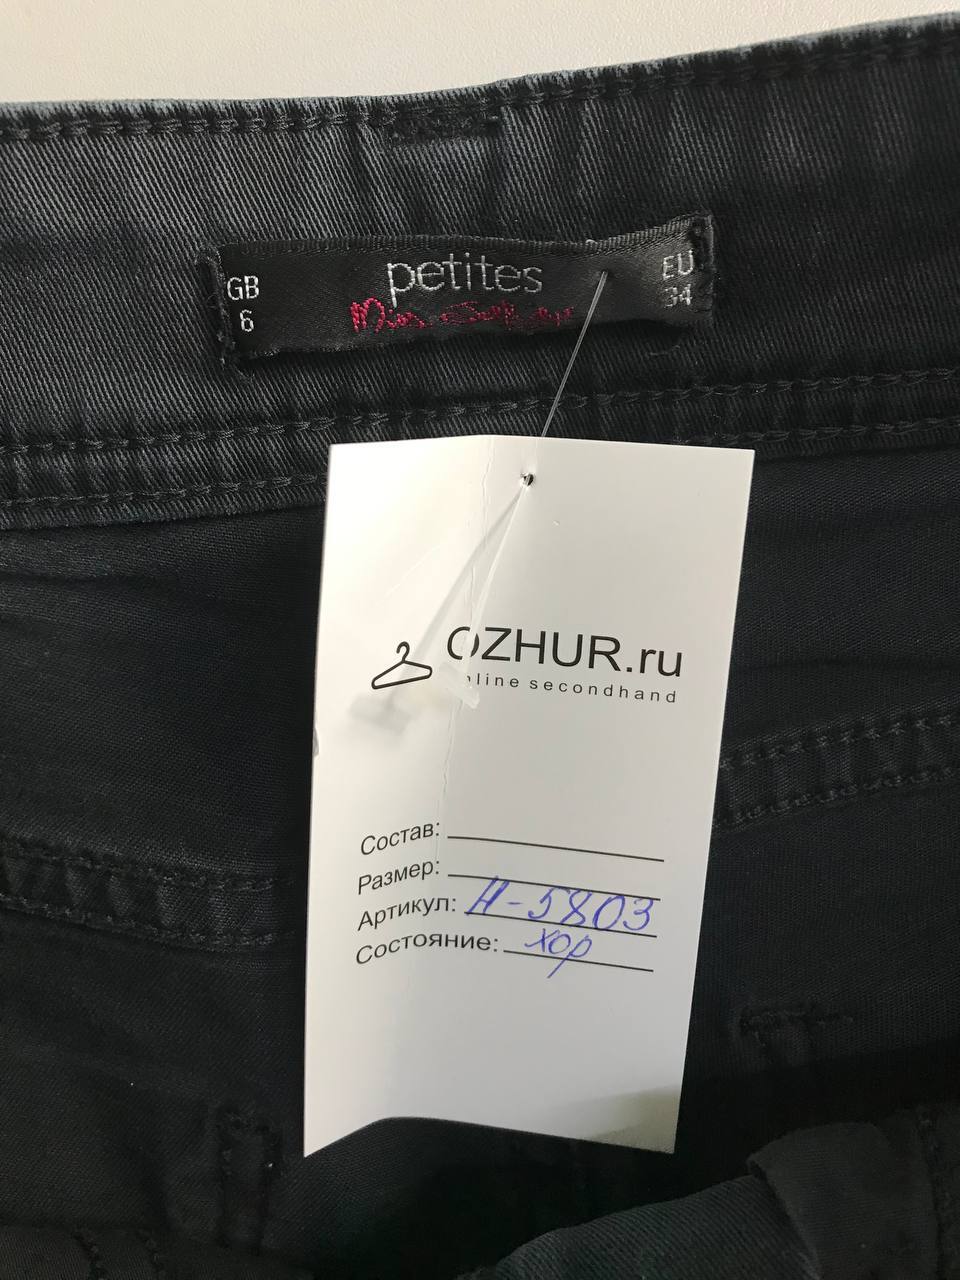 GB
6
petites
Miss Selfridge
EU
34
OZHUR.ru
online secondhand
Состав:
Размер:
Артикул: Н-5803
Состояние: хор